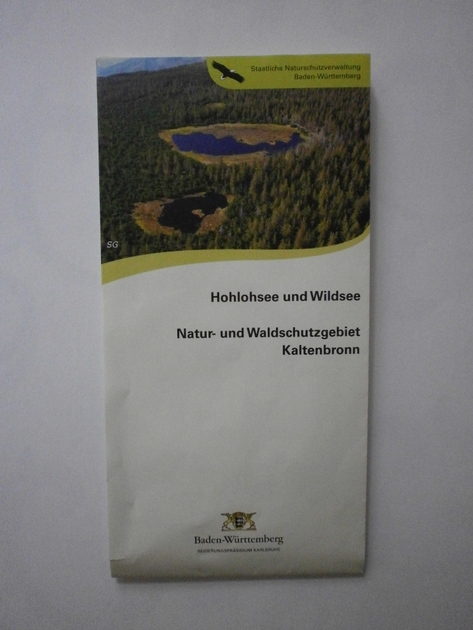 Staatliche Naturschutzverwaltung
Baden-Württemberg
SG
Hohlohsee und Wildsee
Natur- und Waldschutzgebiet
Kaltenbronn
Baden-Württemberg
REGIERUNGSPRÄSIDIUM KARLSRUHE